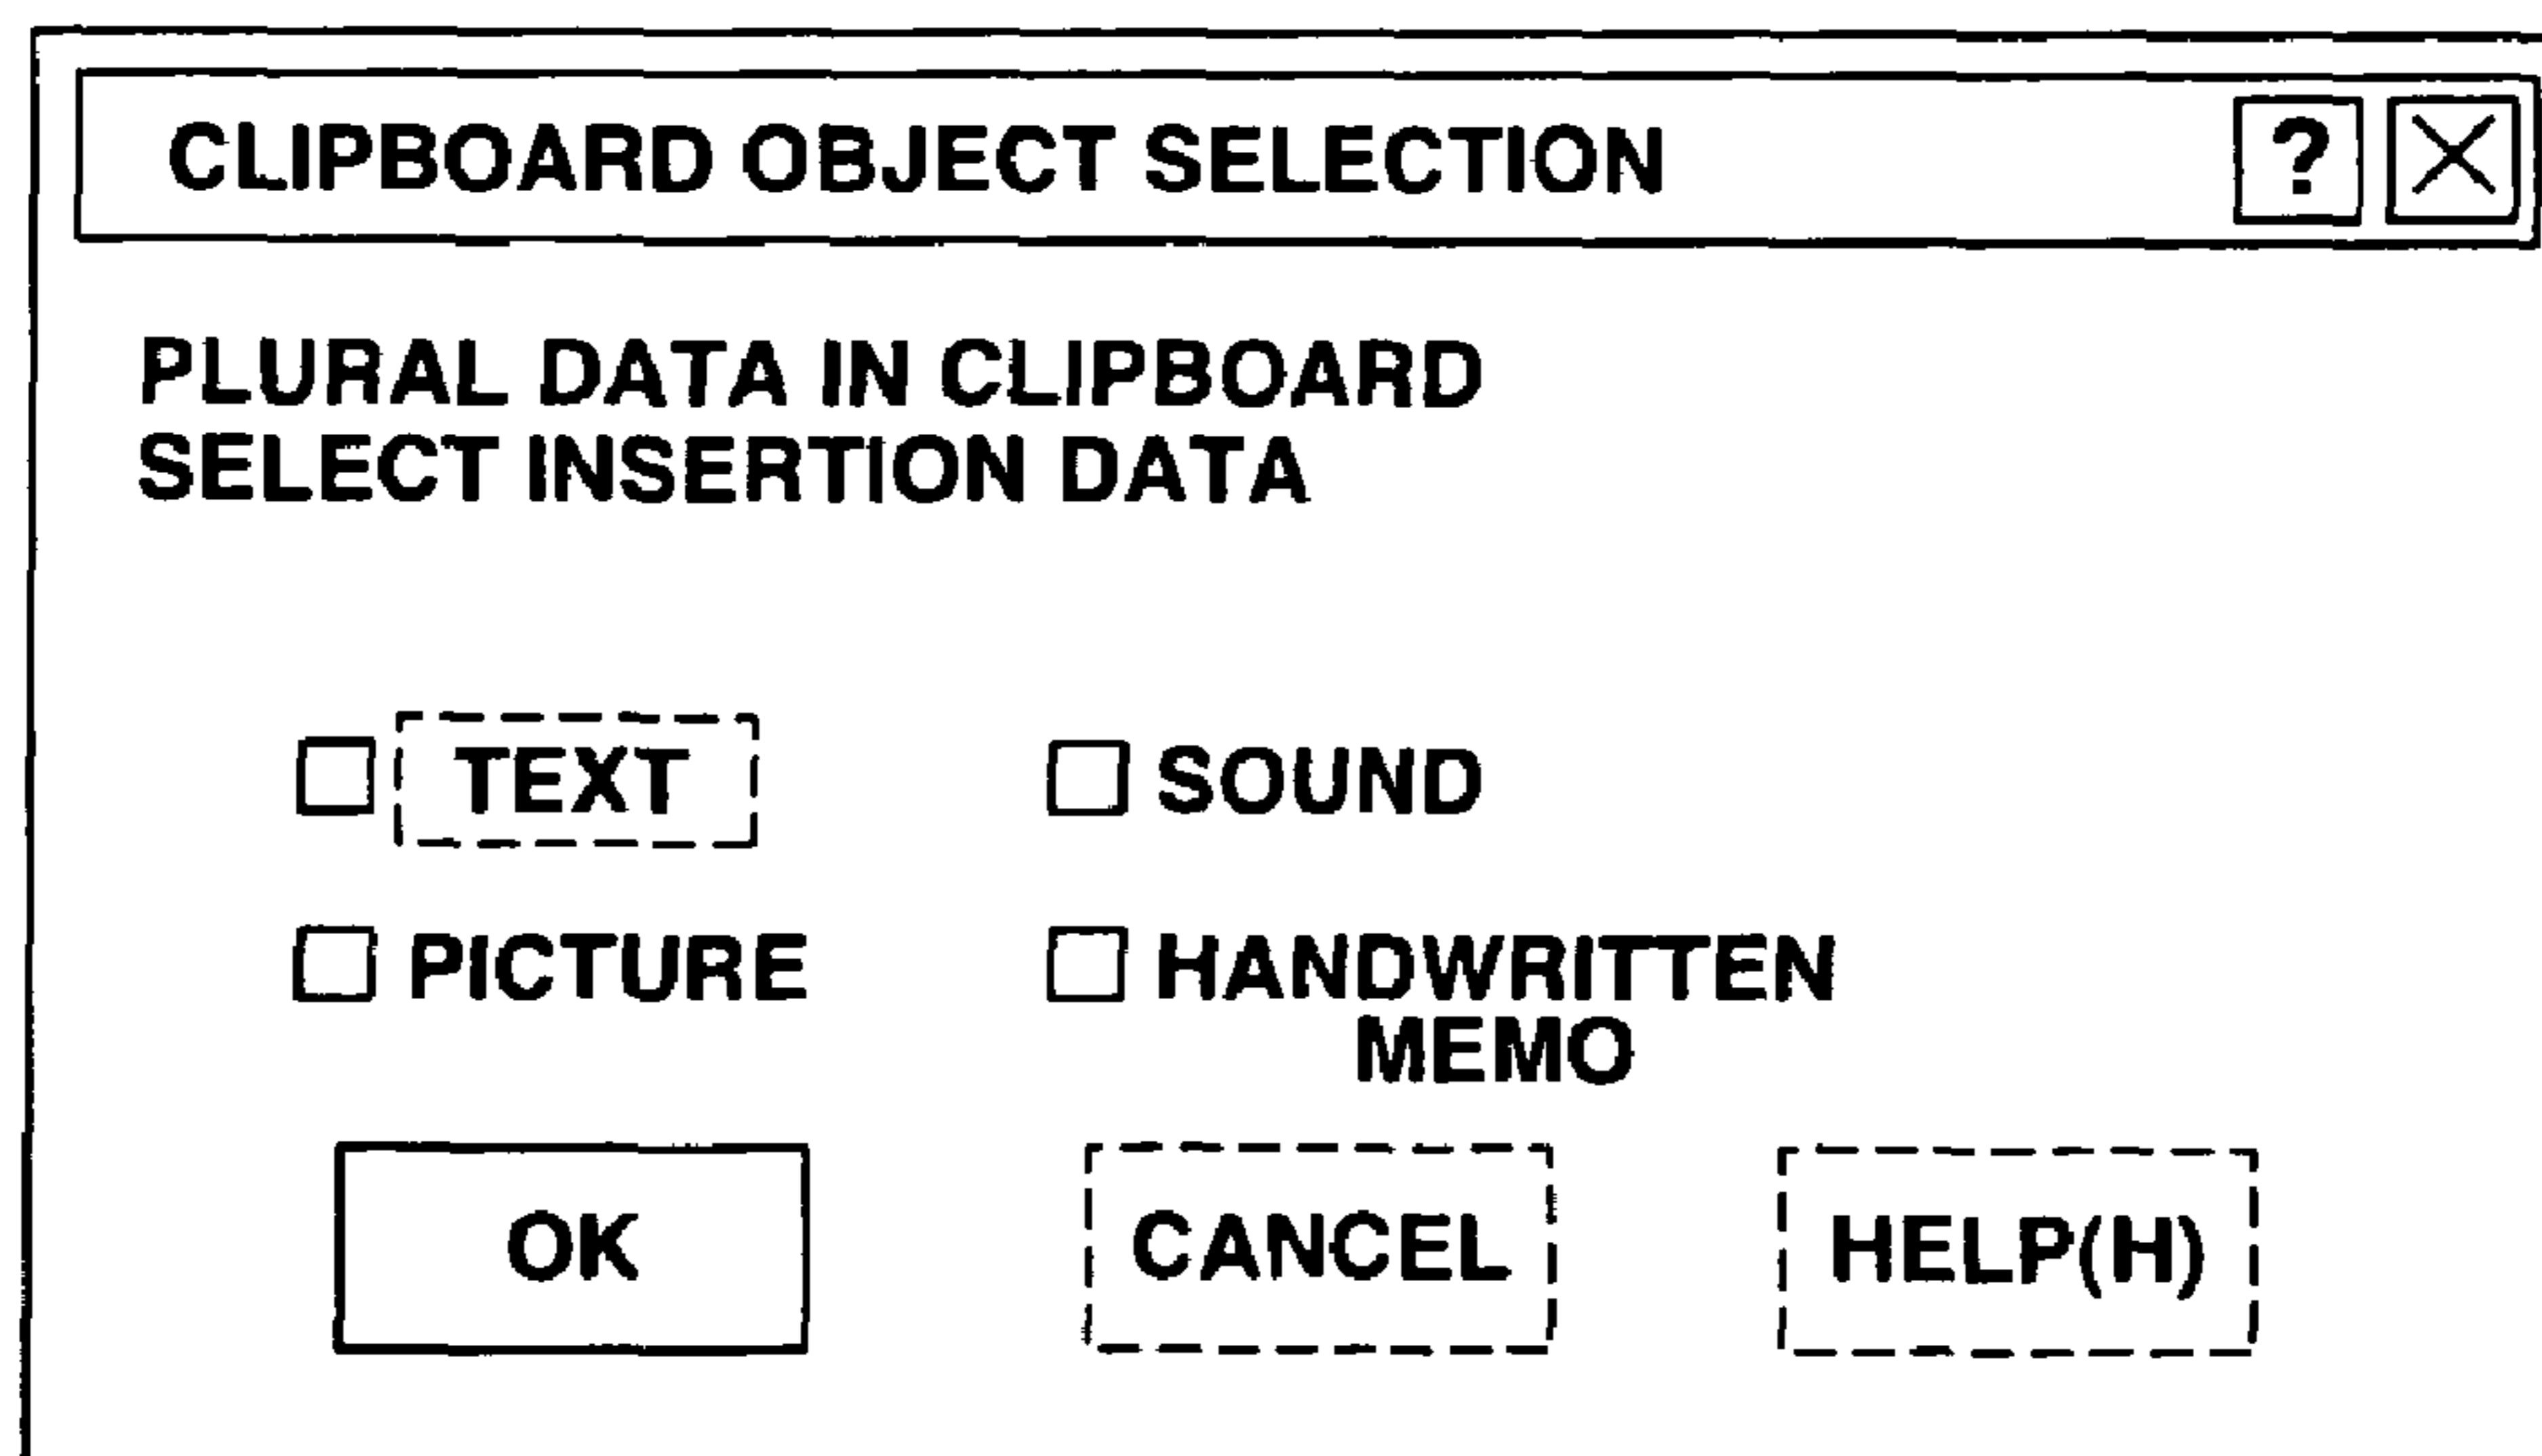 CLIPBOARD OBJECT SELECTION ?
PLURAL DATA IN CLIPBOARD
SELECT INSERTION DATA
TEXT SOUND
PICTURE HANDWRITTEN
MEMO
OK CANCEL HELP(H)